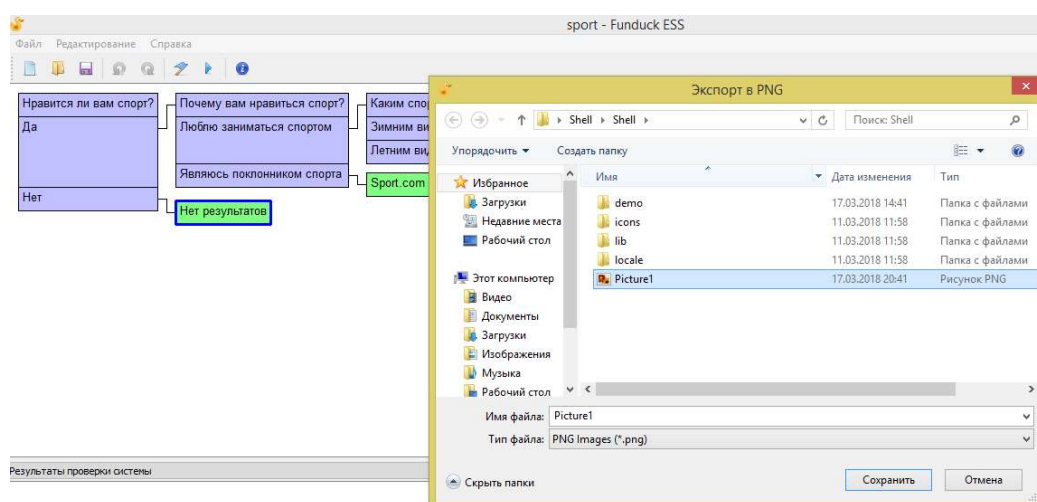 sport - Funduck ESS
Файл Редактирование Справка
Нравится ли вам спорт?
Да
Нет
Почему вам нравиться спорт?
Люблю заниматься спортом
Являюсь поклонником спорта
Нет результатов
Каким
Зимним
Летним
Sport.com
Результаты проверки системы
Экспорт в PNG
Shell Shell
Поиск: Shell
Упорядочить Создать папку
Избранное
Загрузки
Недавние места
Рабочий стол
Этот компьютер
Видео
Документы
Загрузки
Изображения
Музыка
Рабочий стол
Имя Дата изменения Тип
demo 17.03.2018 14:41 Папка с файлами
icons 11.03.2018 11:58 Папка с файлами
lib 11.03.2018 11:58 Папка с файлами
locale 11.03.2018 11:58 Папка с файлами
Picture1 17.03.2018 20:41 Рисунок PNG
Имя файла: Picture1
Тип файла: PNG Images (*.png)
Скрыть папки
Сохранить Отмена